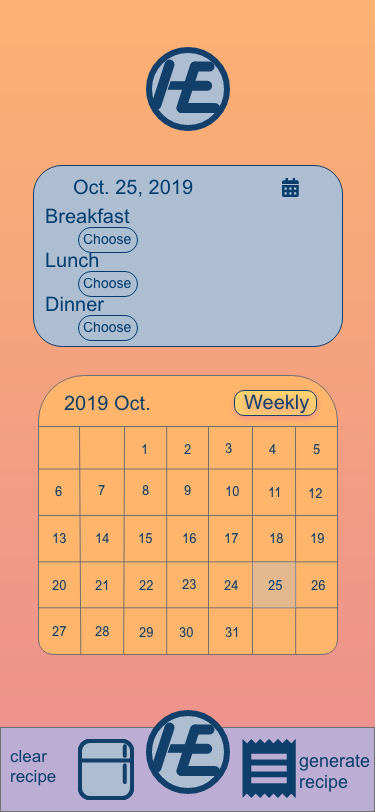 HE
Oct. 25, 2019
Breakfast
Choose
Lunch
Choose
Dinner
Choose
2019 Oct. Weekly
1 2 3 4 5
6 7 8 9 10 11 12
13 14 15 16 17 18 19
20 21 22 23 24 25 26
27 28 29 30 31
HE
clear
recipe
generate
recipe